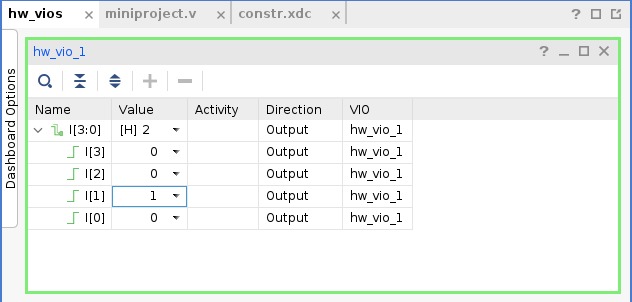 hw_vios × miniproject.v × constr.xdc × ?
Dashboard Options
hw_vio_1 ?
Name Value Activity Direction VIO
I[3:0] [H] 2 Output hw_vio_1
I[3] 0 Output hw_vio_1
I[2] 0 Output hw_vio_1
I[1] 1 Output hw_vio_1
I[0] 0 Output hw_vio_1